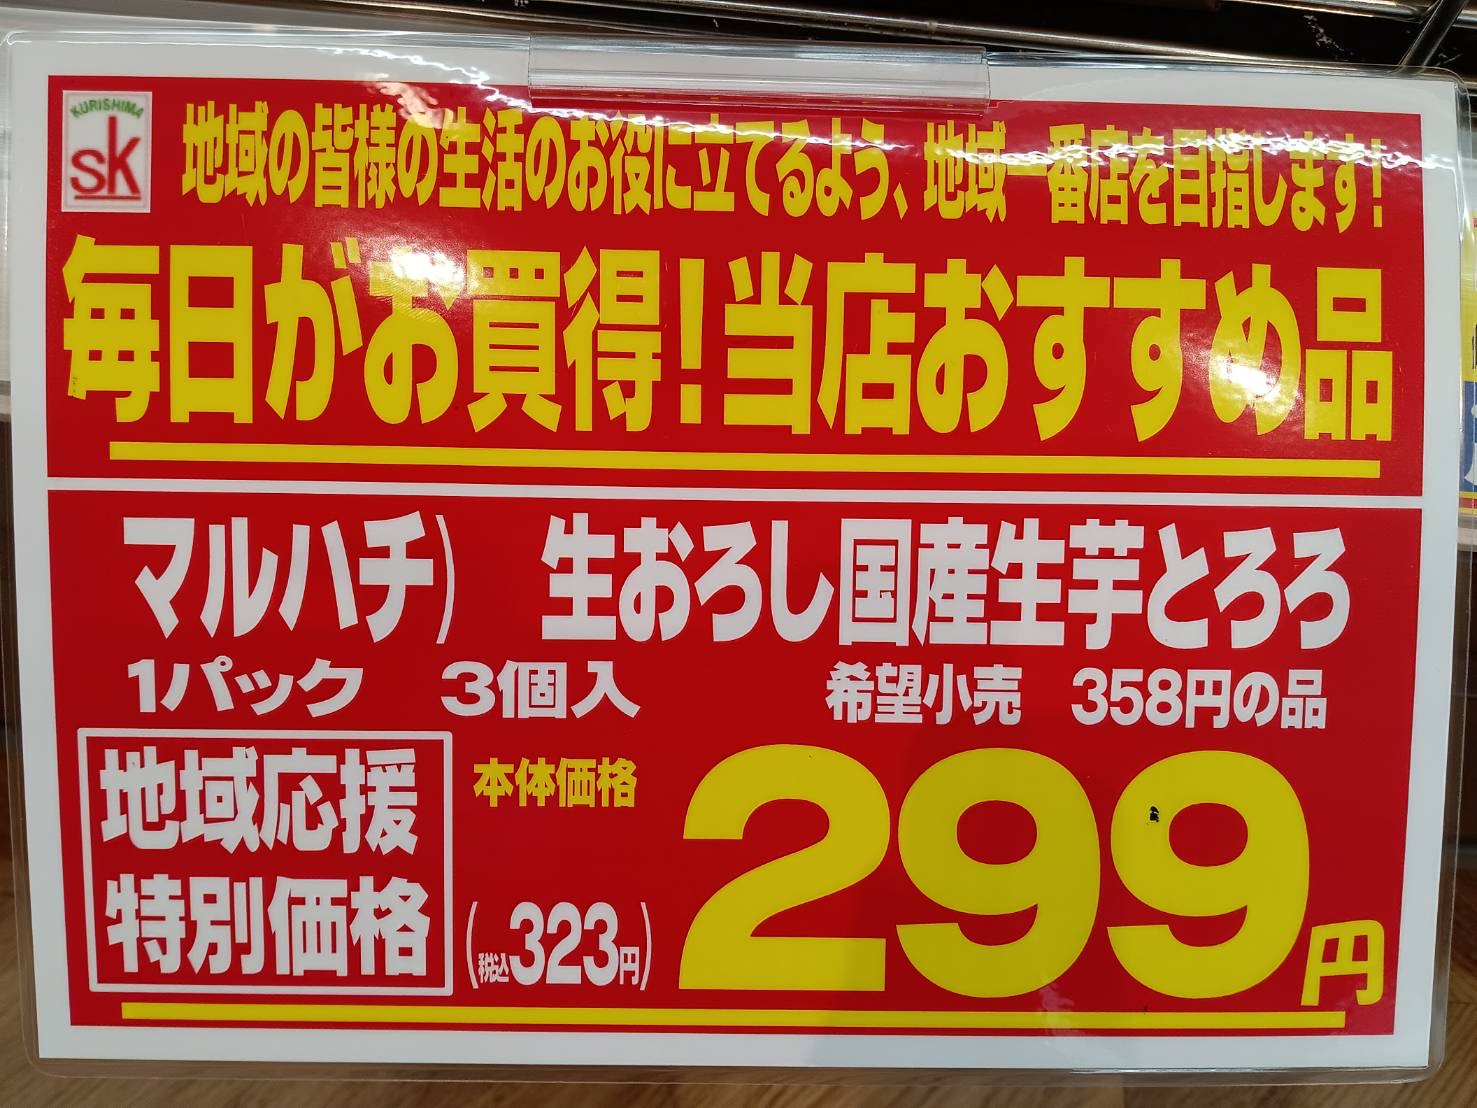 KURISHIMA
sK
地域の皆様の生活のお役に立てるよう、地域一番店を目指します!
毎日がお買得!当店おすすめ品
マルハチ) 生おろし国産生芋とろろ
1パック 3個入 希望小売 358円の品
地域応援
特別価格
本体価格
299円
(税込323円)